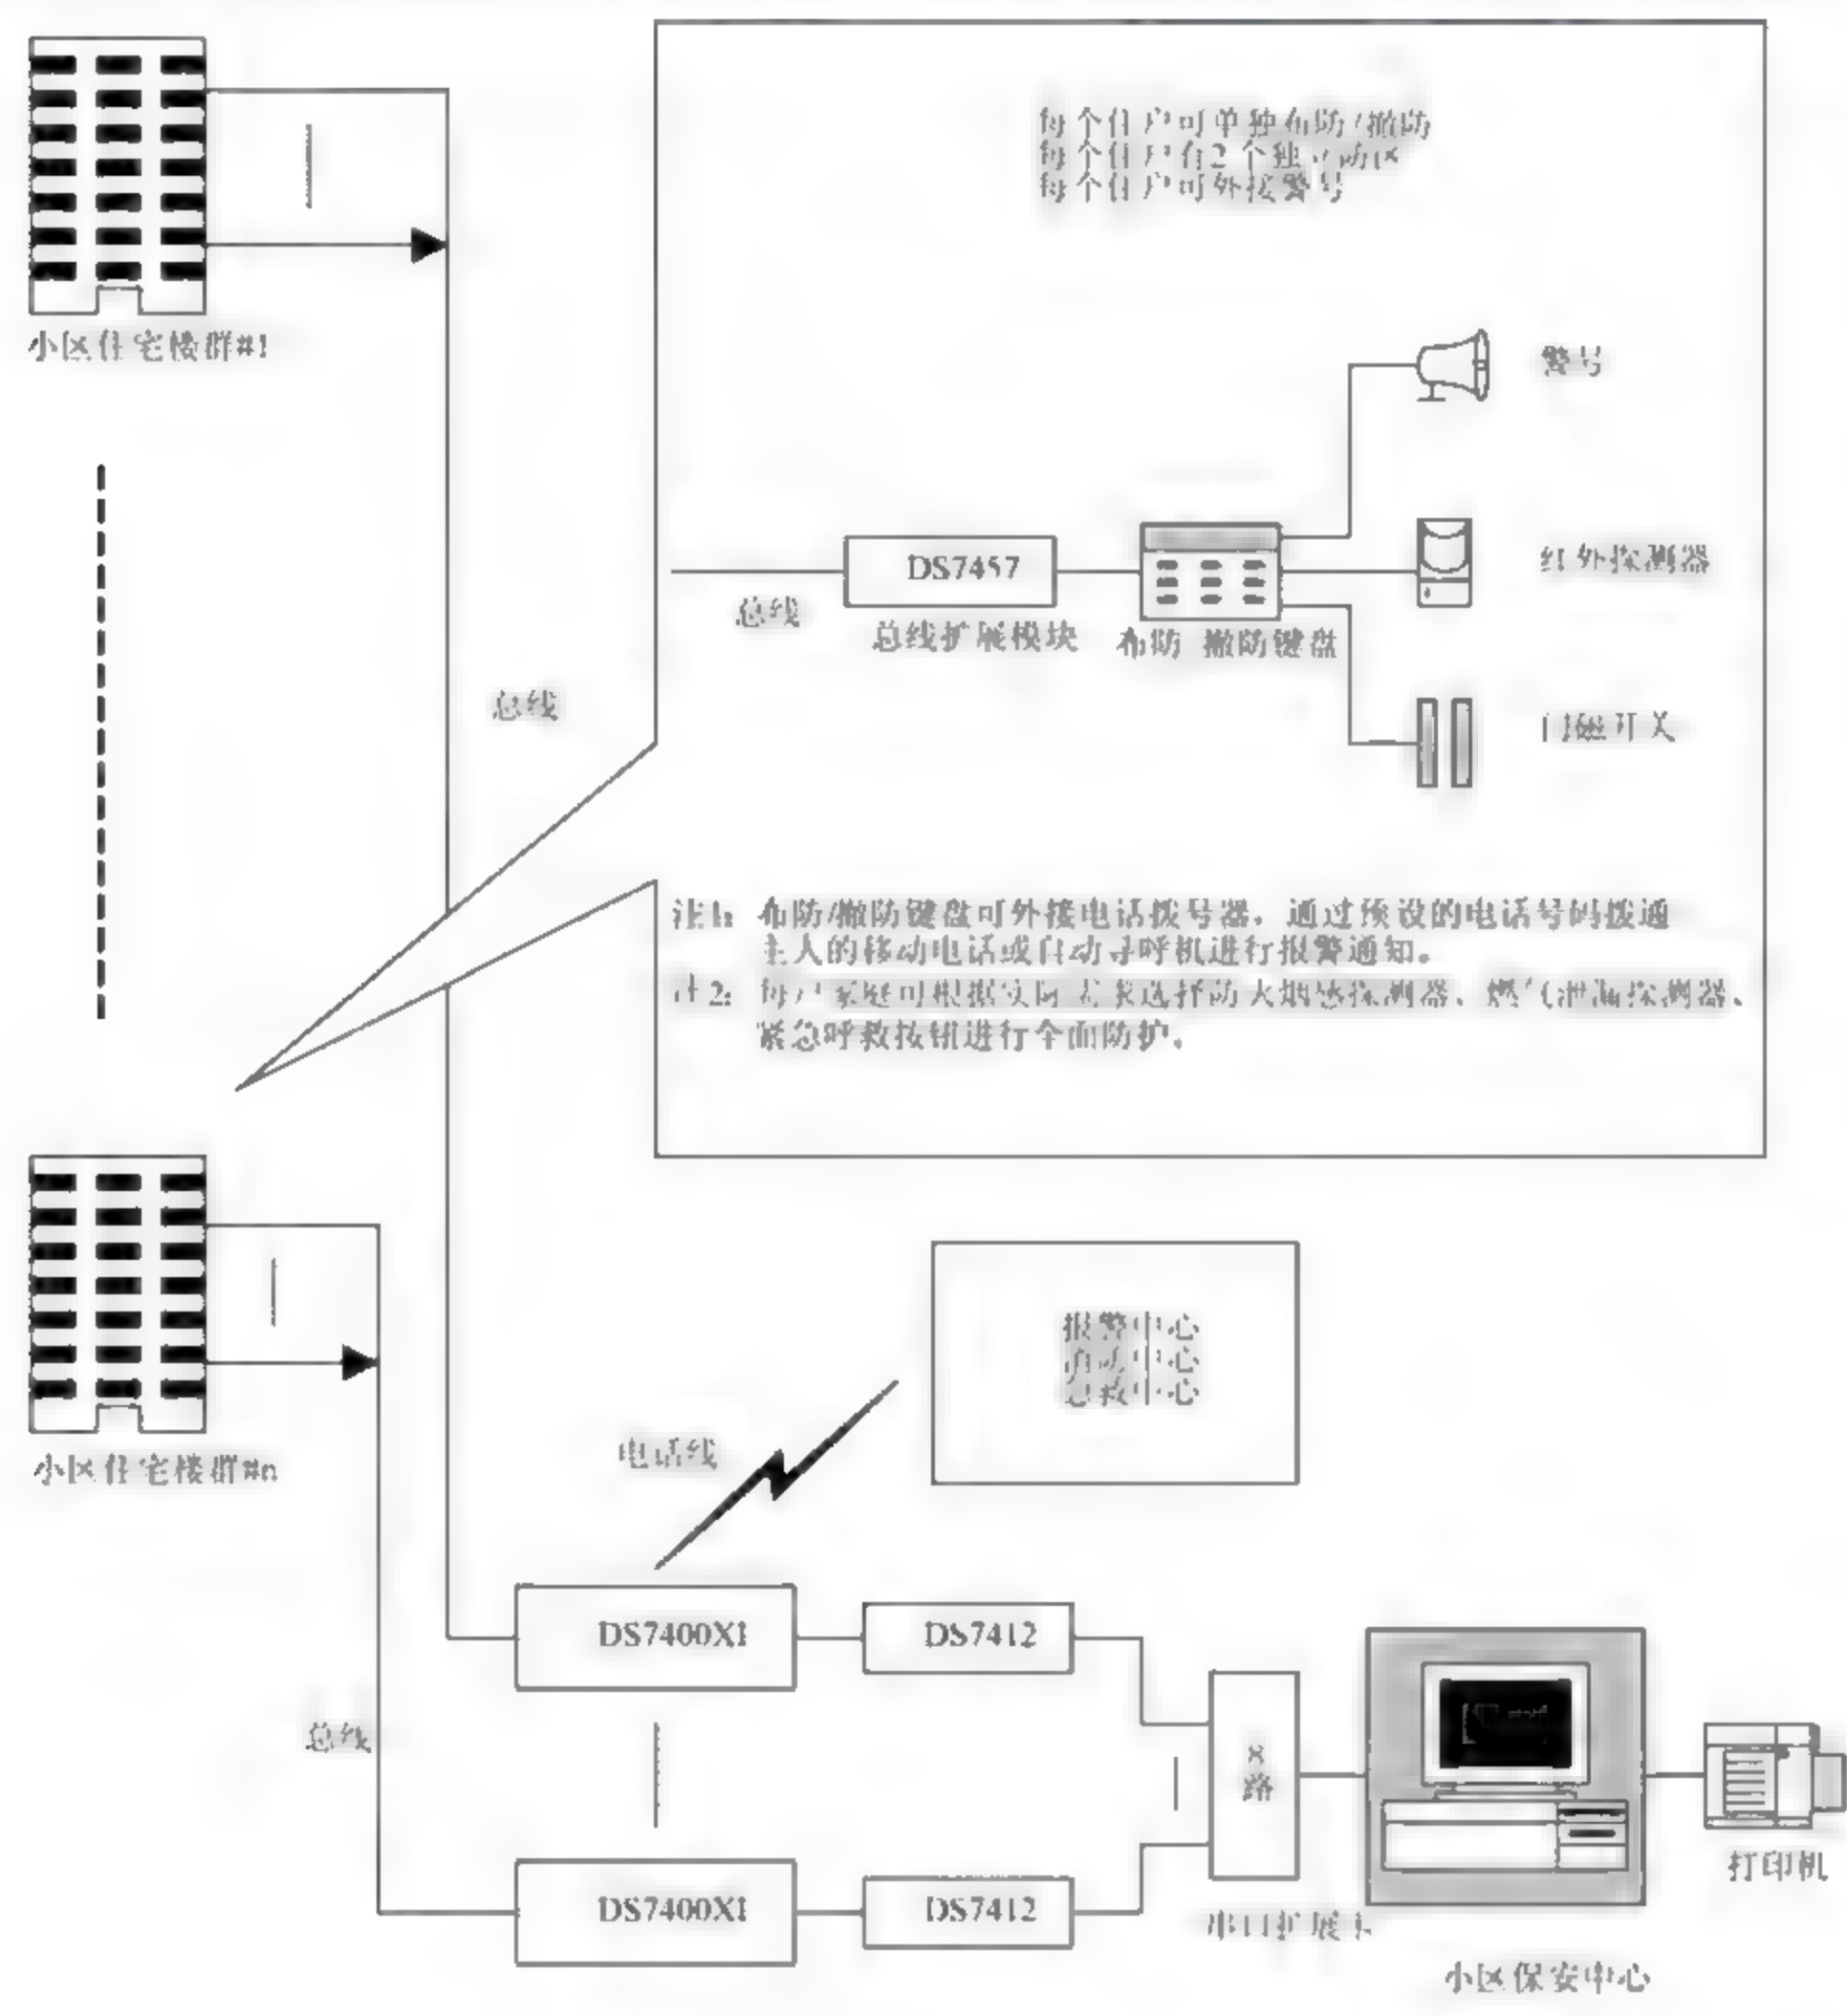 每个住户可单独布防/撤防
每个住户有2个独立防区
每个住户可外接警号
小区住宅楼群#1
警号
DS7457
红外探测器
总线
总线扩展模块
布防 撤防键盘
总线
门磁开关
注1: 布防/撤防键盘可外接电话拨号器，通过预设的电话号码拨通
主人的移动电话或自动寻呼机进行报警通知。
注2: 每户家庭可根据实际需求选择防火烟感探测器、燃气泄漏探测器、
紧急呼救按钮进行全面防护。
报警中心
消防中心
急救中心
电话线
小区住宅楼群#n
DS7400XI
DS7412
总线
8
路
打印机
DS7400XI
DS7412
串口扩展卡
小区保安中心